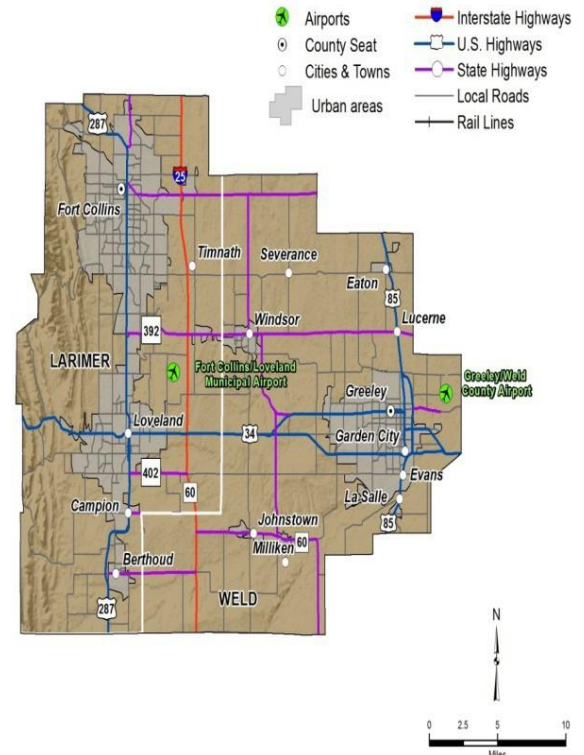 Airports
County Seat
Cities & Towns
Urban areas
Interstate Highways
U.S. Highways
State Highways
Local Roads
Rail Lines
287
25
Fort Collins
Timnath
Severance
Eaton
85
Windsor
Lucerne
392
LARIMER
Fort Collins/Loveland
Municipal Airport
Greeley/Weld
County Airport
Greeley
Loveland
34
Garden City
402
Evans
60
La Salle
Campion
Johnstown
85
60
Milliken
Berthoud
WELD
287
N
0 2.5 5 10
Miles